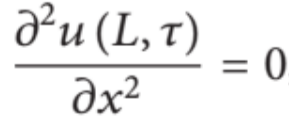 ∂²u (L, τ) / ∂x² = 0,